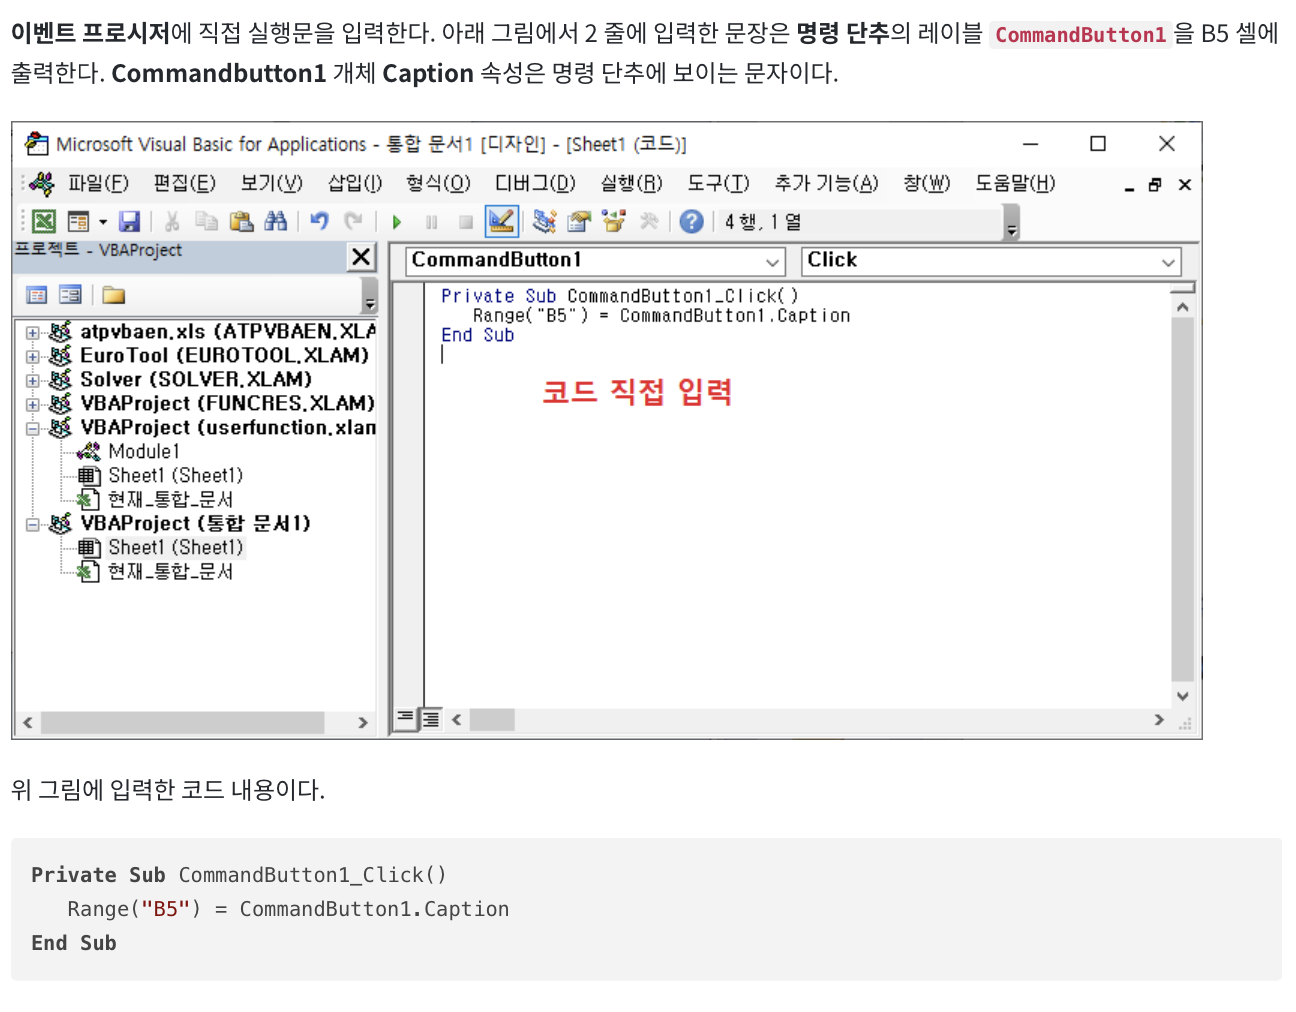 이벤트 프로시저에 직접 실행문을 입력한다. 아래 그림에서 2 줄에 입력한 문장은 명령 단추의 레이블 CommandButton1 을 B5 셀에
출력한다. Commandbutton1 개체 Caption 속성은 명령 단추에 보이는 문자이다.
Microsoft Visual Basic for Applications - 통합 문서1 [디자인] - [Sheet1 (코드)]
파일(F) 편집(E) 보기(V) 삽입(I) 형식(O) 디버그(D) 실행(R) 도구(T) 추가 기능(A) 창(W) 도움말(H)
4 행, 1 열
프로젝트 - VBAProject
atpvbaen.xls (ATPVBAEN.XLA
EuroTool (EUROTOOL.XLAM)
Solver (SOLVER.XLAM)
VBAProject (FUNCRES.XLAM)
VBAProject (userfunction.xlam
Module1
Sheet1 (Sheet1)
현재_통합_문서
VBAProject (통합 문서1)
Sheet1 (Sheet1)
현재_통합_문서
CommandButton1 Click
Private Sub CommandButton1_Click()
Range("B5") = CommandButton1.Caption
End Sub
코드 직접 입력
위 그림에 입력한 코드 내용이다.
Private Sub CommandButton1_Click()
Range("B5") = CommandButton1.Caption
End Sub